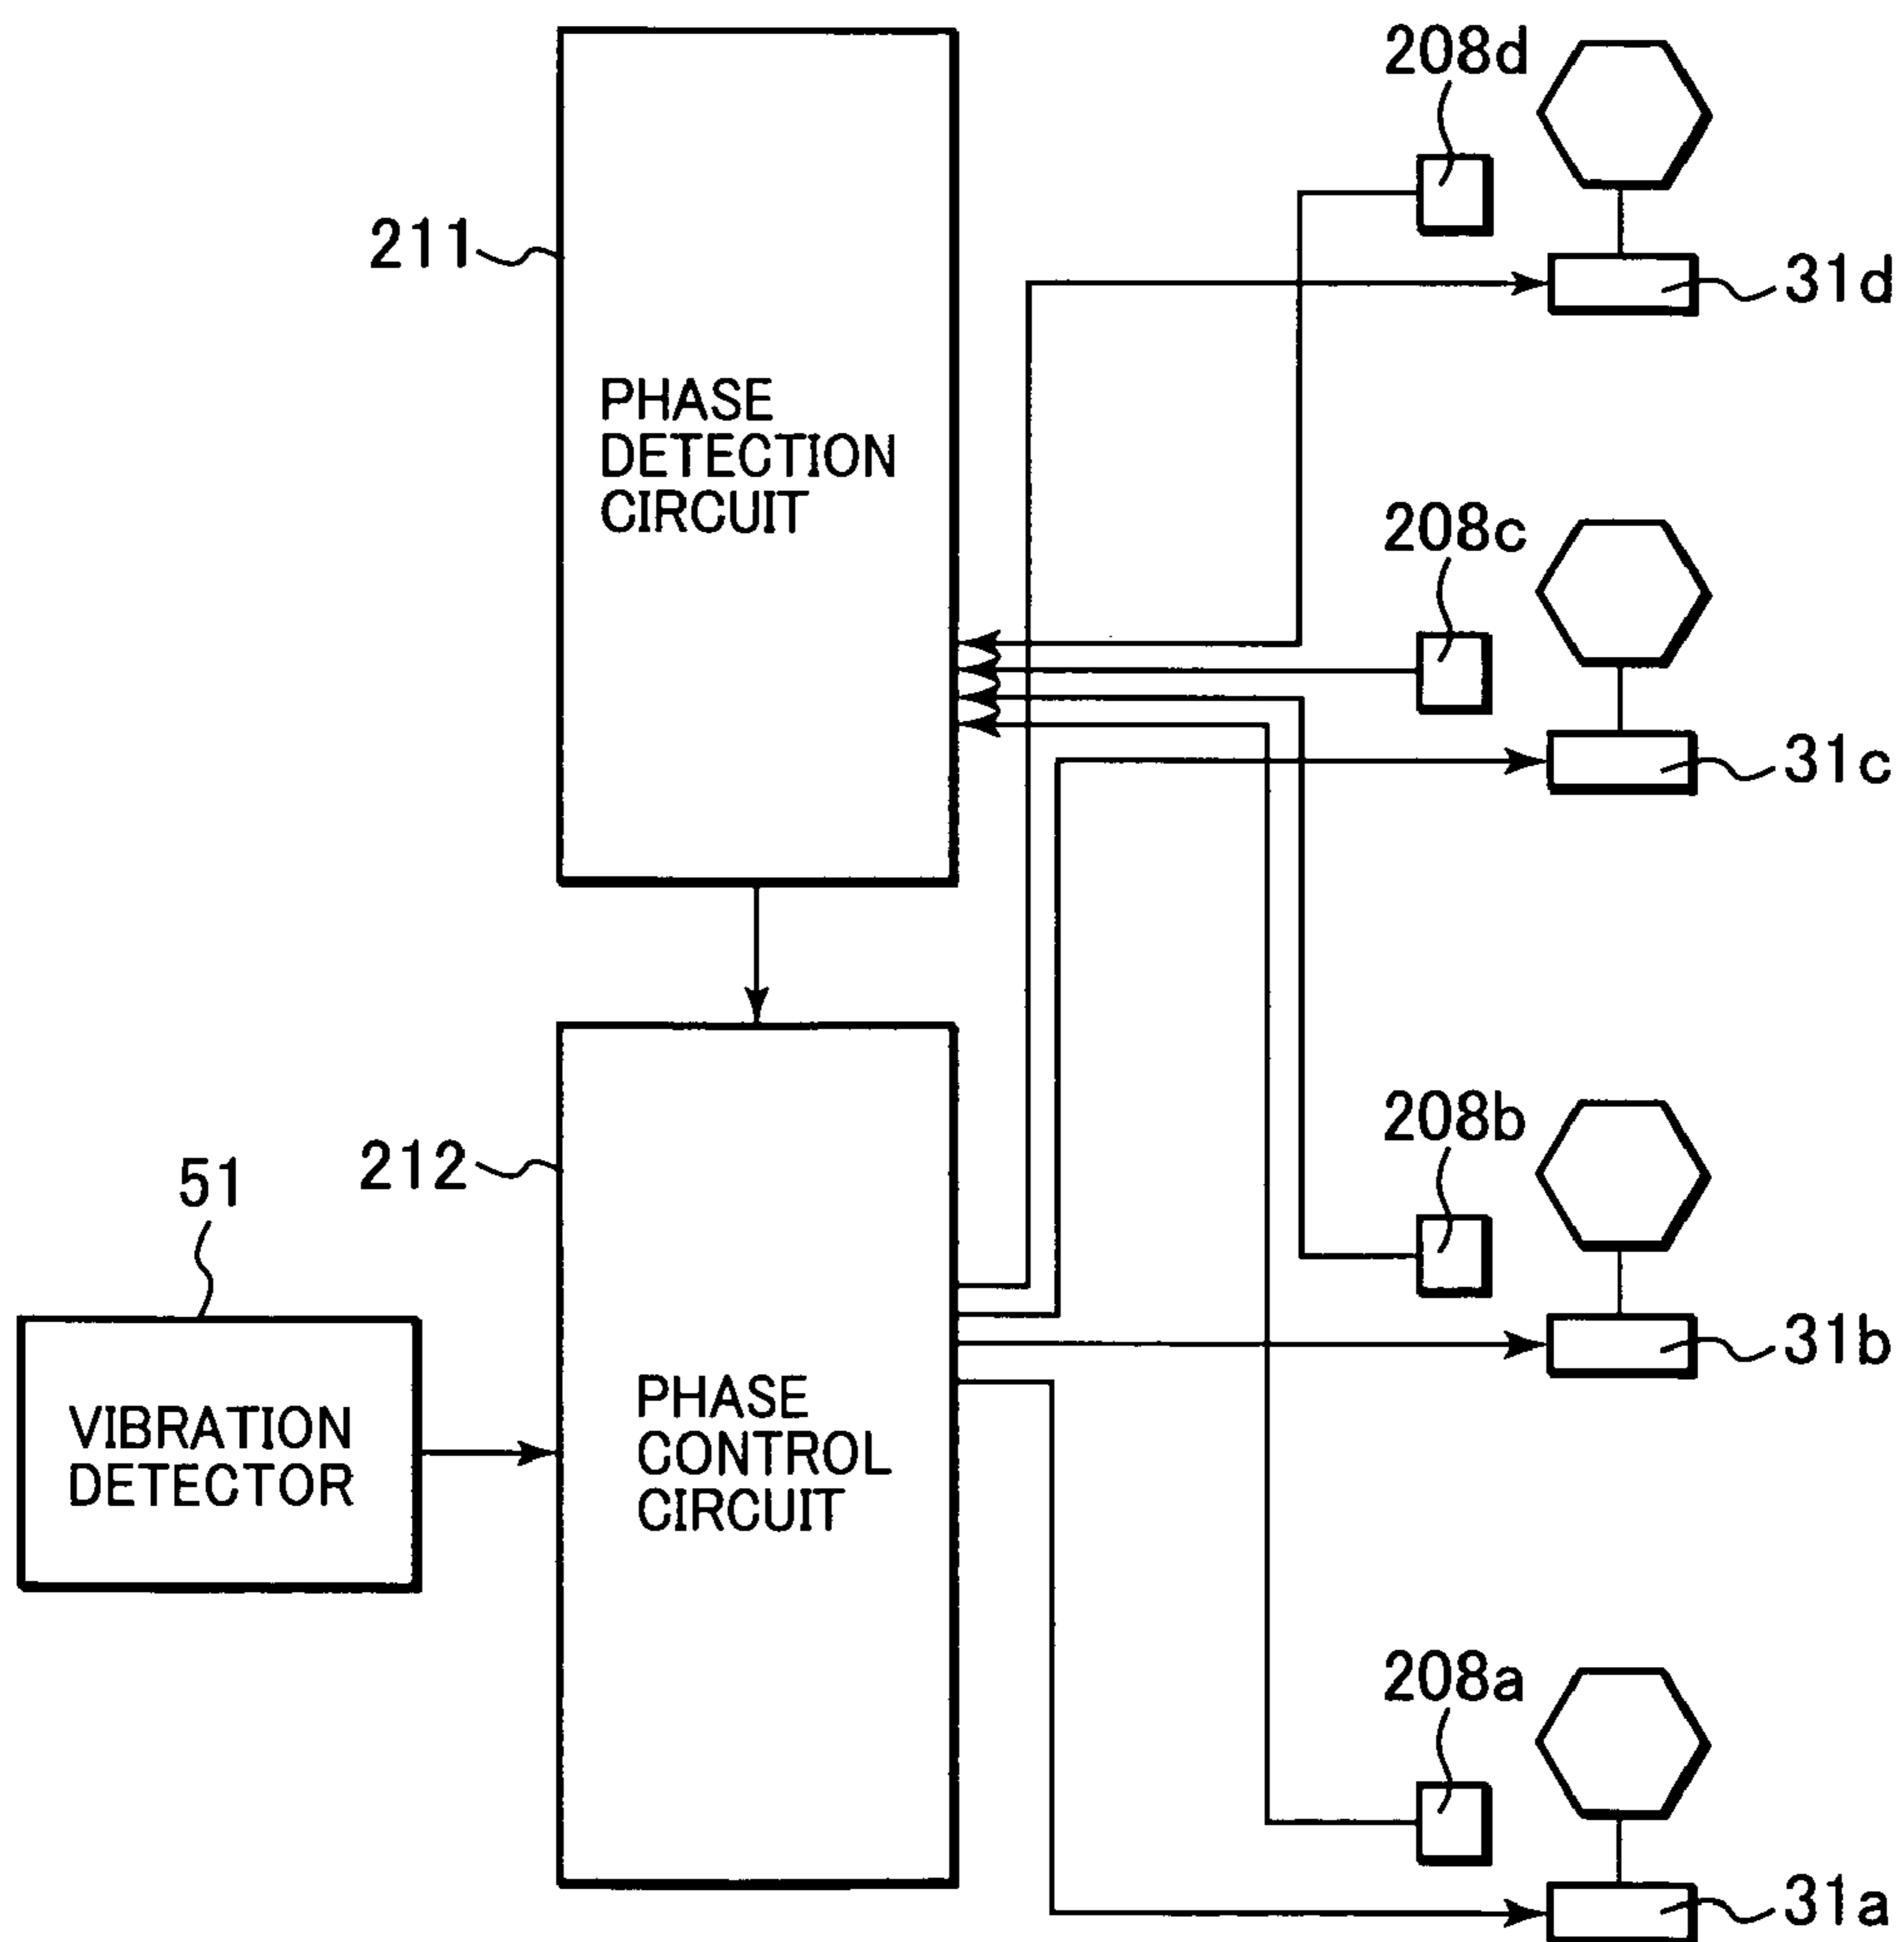 208d
211
31d
PHASE
DETECTION
CIRCUIT
208c
31c
208b
212
51
31b
PHASE
CONTROL
CIRCUIT
VIBRATION
DETECTOR
208a
31a